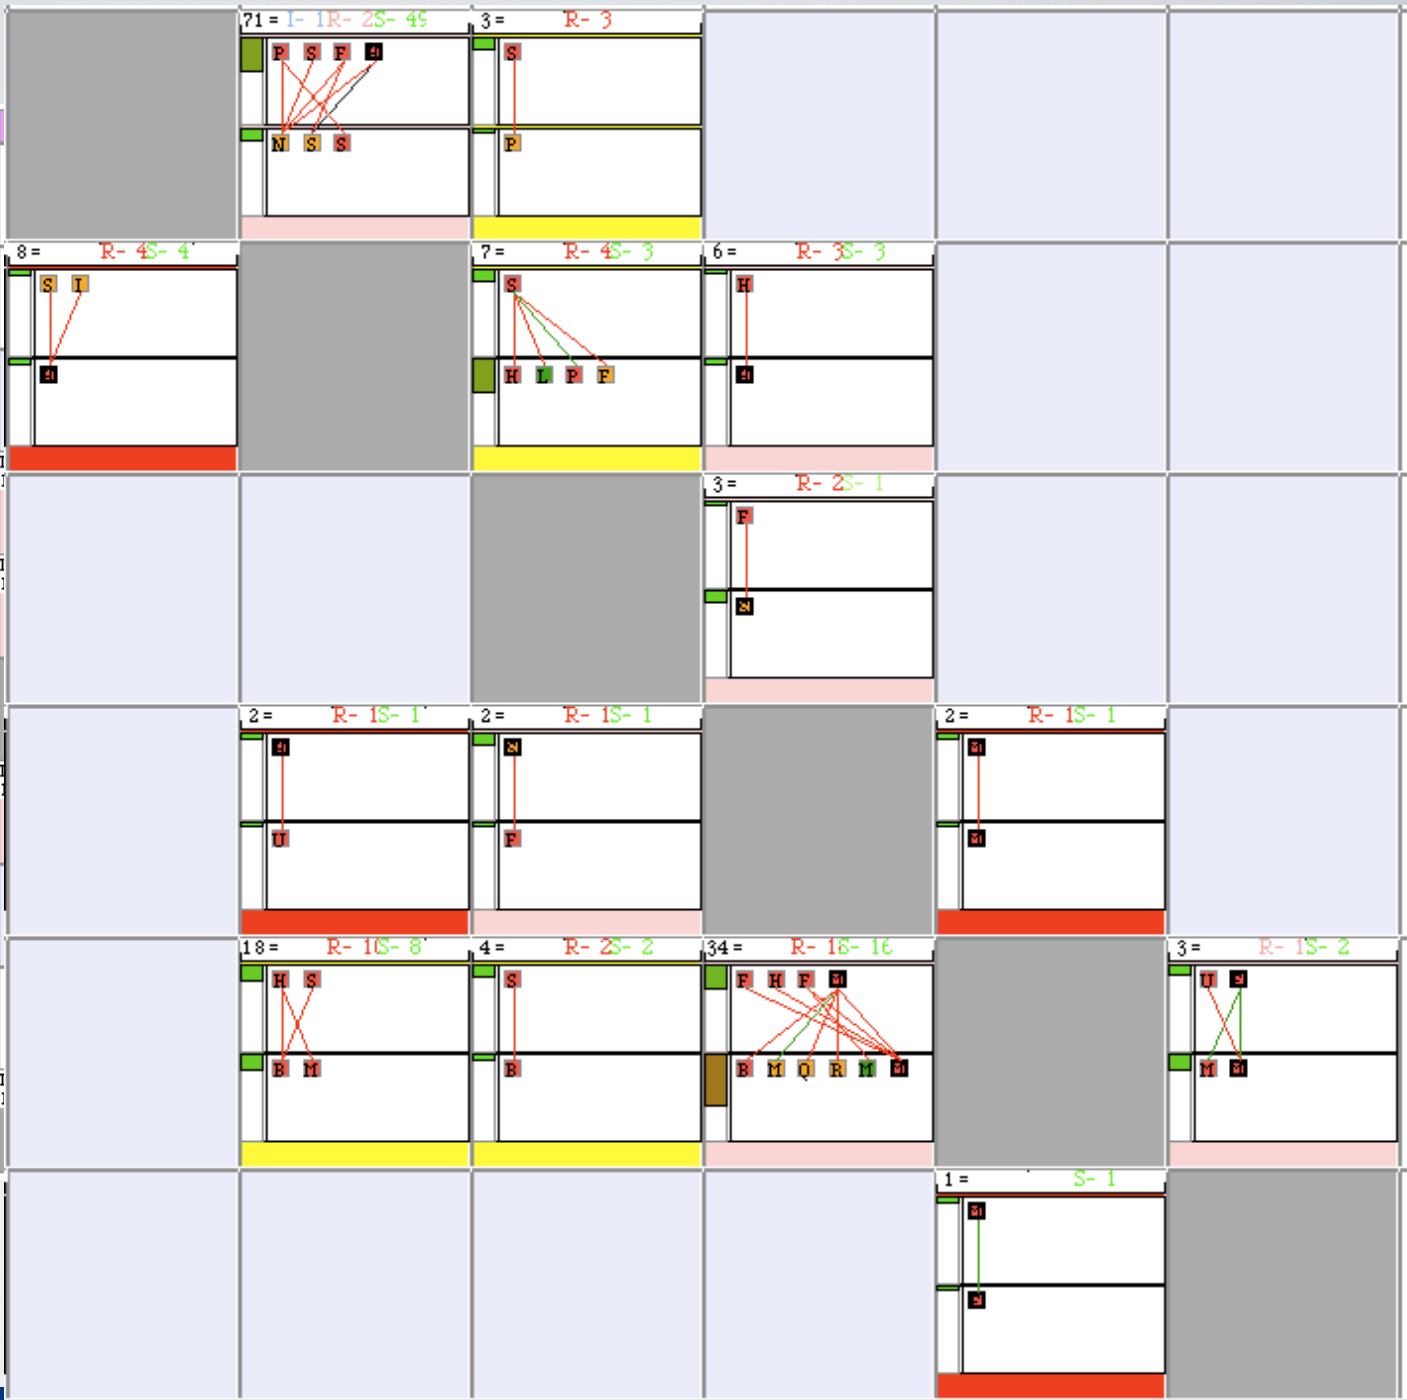 71= I- 1R- 2S- 49
3= R- 3
P S F
S
N S S
P
8= R- 4S- 4
7= R- 4S- 3
6= R- 3S- 3
S I
S
H
H L P F
3= R- 2S- 1
F
2= R- 1S- 1
2= R- 1S- 1
2= R- 1S- 1
M
U
F
M
18= R- 10S- 8
4= R- 2S- 2
34= R- 18S- 16
3= R- 1S- 2
H S
S
F H F M
U
B M
B
B M Q R M M
M M
1= S- 1
M